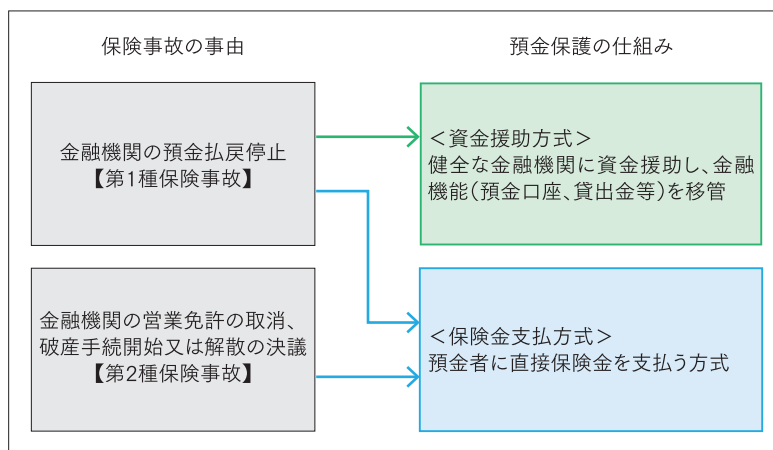 保険事故の事由
預金保護の仕組み
金融機関の預金払戻停止
【第1種保険事故】
＜資金援助方式＞
健全な金融機関に資金援助し、金融
機能（預金口座、貸出金等）を移管
金融機関の営業免許の取消、
破産手続開始又は解散の決議
【第2種保険事故】
＜保険金支払方式＞
預金者に直接保険金を支払う方式